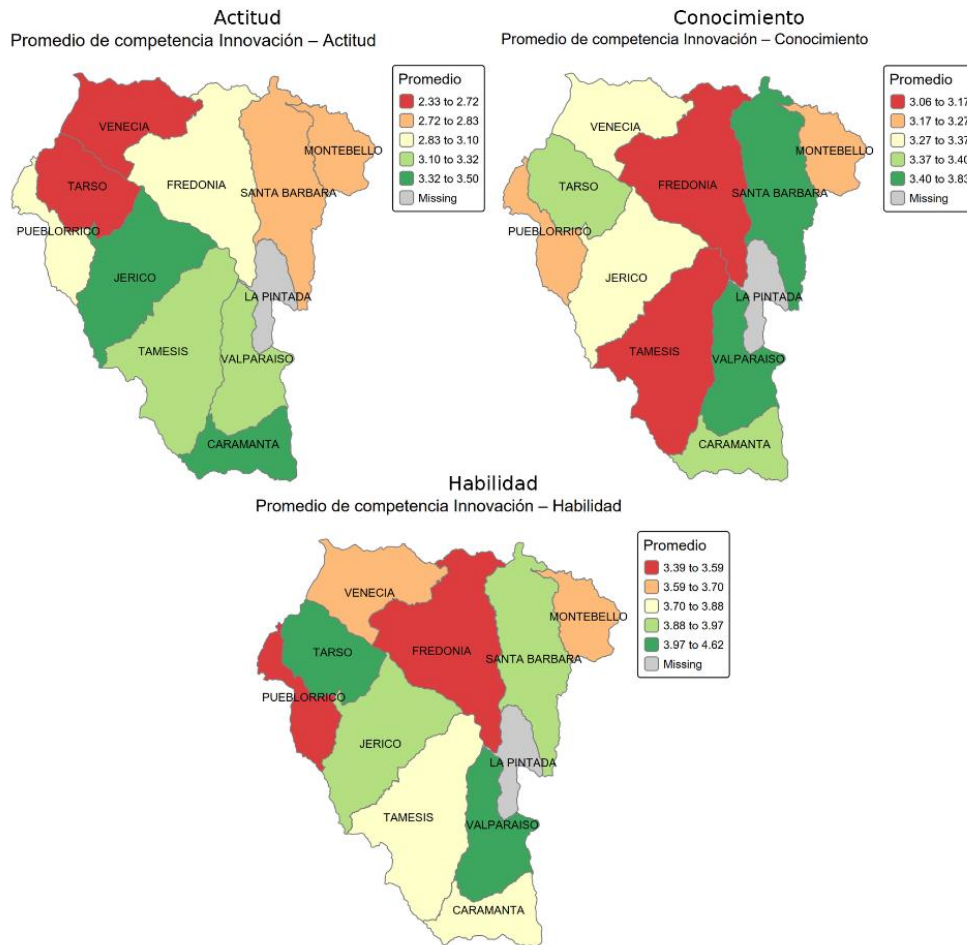 Actitud
Promedio de competencia Innovación – Actitud
Promedio
2.33 to 2.72
2.72 to 2.83
2.83 to 3.10
3.10 to 3.32
3.32 to 3.50
Missing
VENECIA
MONTEBELLO
TARSO
FREDONIA
SANTA BARBARA
PUEBLORRICO
JERICO
LA PINTADA
TAMESIS
VALPARAISO
CARAMANTA
Conocimiento
Promedio de competencia Innovación – Conocimiento
Promedio
3.06 to 3.17
3.17 to 3.27
3.27 to 3.37
3.37 to 3.40
3.40 to 3.83
Missing
VENECIA
MONTEBELLO
TARSO
FREDONIA
SANTA BARBARA
PUEBLORRICO
JERICO
LA PINTADA
TAMESIS
VALPARAISO
CARAMANTA
Habilidad
Promedio de competencia Innovación – Habilidad
Promedio
3.39 to 3.59
3.59 to 3.70
3.70 to 3.88
3.88 to 3.97
3.97 to 4.62
Missing
VENECIA
MONTEBELLO
TARSO
FREDONIA
SANTA BARBARA
PUEBLORRICO
JERICO
LA PINTADA
TAMESIS
VALPARAISO
CARAMANTA